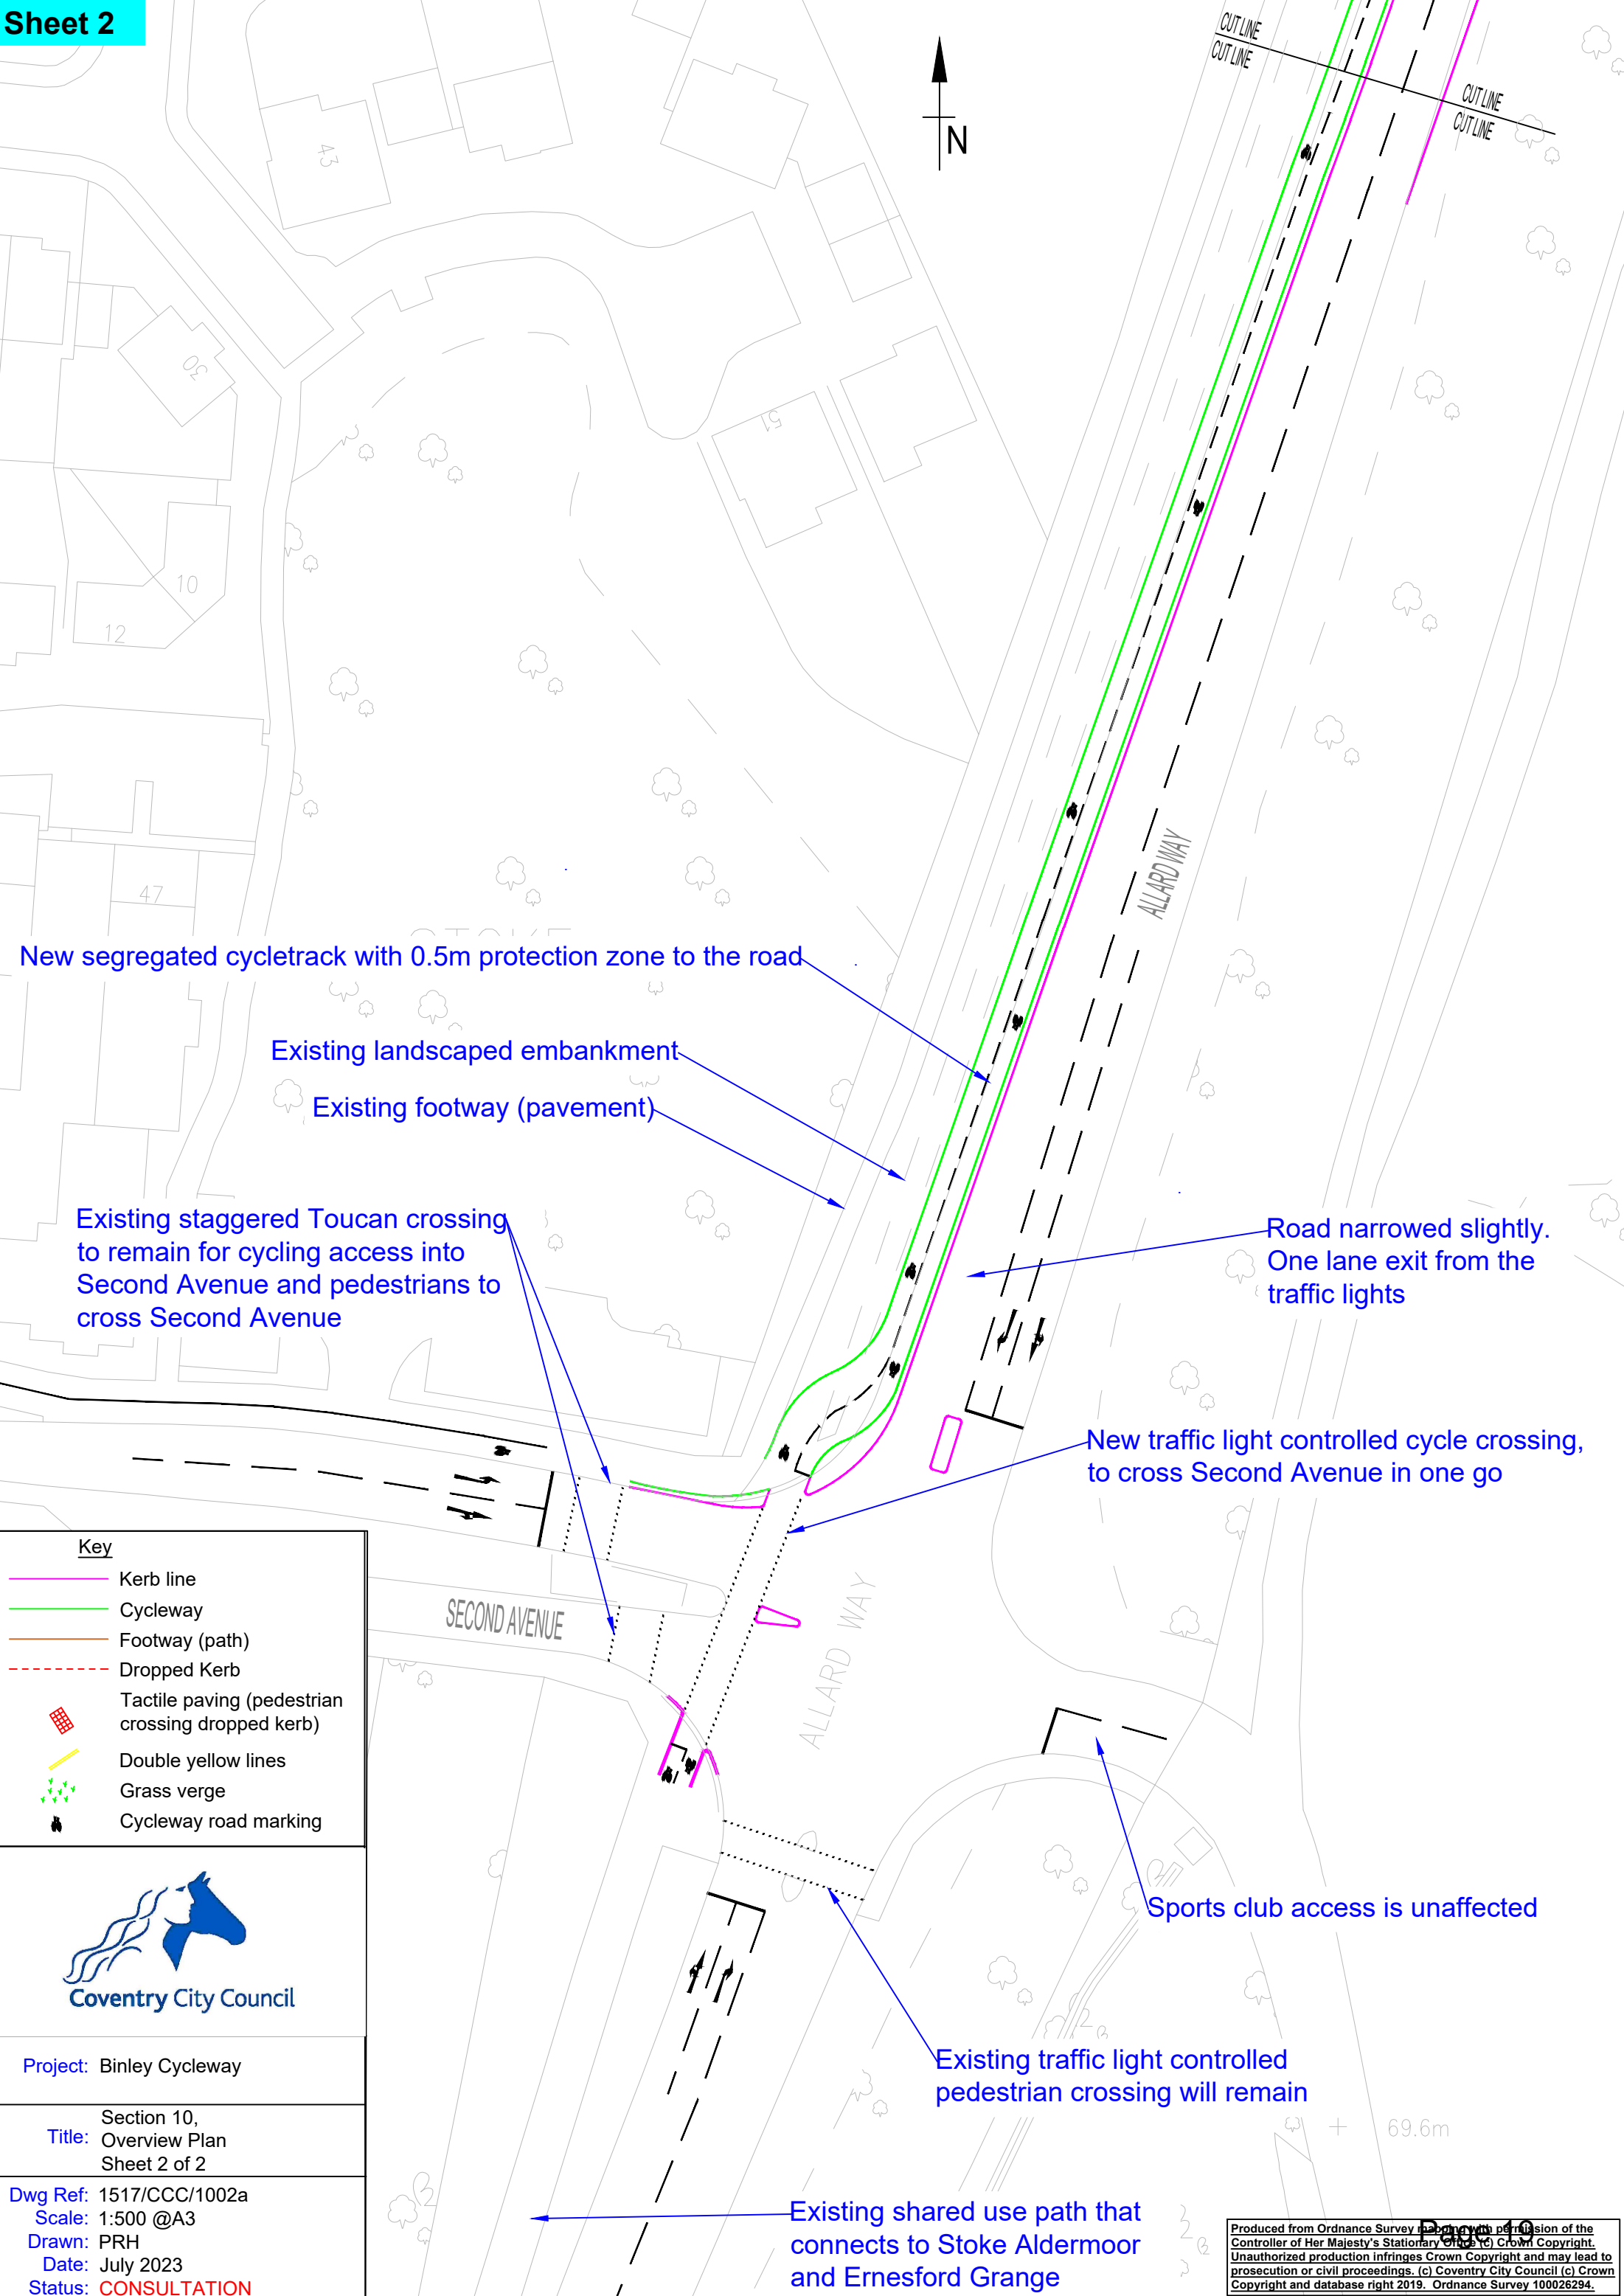 Sheet 2
CUT LINE
CUT LINE
CUT LINE
CUT LINE
N
43
30
51
10
12
47
ALLARD WAY
New segregated cycletrack with 0.5m protection zone to the road
Existing landscaped embankment
Existing footway (pavement)
Existing staggered Toucan crossing
to remain for cycling access into
Second Avenue and pedestrians to
cross Second Avenue
Road narrowed slightly.
One lane exit from the
traffic lights
New traffic light controlled cycle crossing,
to cross Second Avenue in one go
SECOND AVENUE
ALLARD WAY
Key
Kerb line
Cycleway
Footway (path)
Dropped Kerb
Tactile paving (pedestrian
crossing dropped kerb)
Double yellow lines
Grass verge
Cycleway road marking
Sports club access is unaffected
Coventry City Council
Existing traffic light controlled
pedestrian crossing will remain
69.6m
Project: Binley Cycleway
Title: Section 10,
Overview Plan
Sheet 2 of 2
Dwg Ref: 1517/CCC/1002a
Scale: 1:500 @A3
Drawn: PRH
Date: July 2023
Status: CONSULTATION
Existing shared use path that
connects to Stoke Aldermoor
and Ernesford Grange
Page 19
Produced from Ordnance Survey mapping with permission of the
Controller of Her Majesty's Stationary Office (c) Crown Copyright.
Unauthorized production infringes Crown Copyright and may lead to
prosecution or civil proceedings. (c) Coventry City Council (c) Crown
Copyright and database right 2019. Ordnance Survey 100026294.